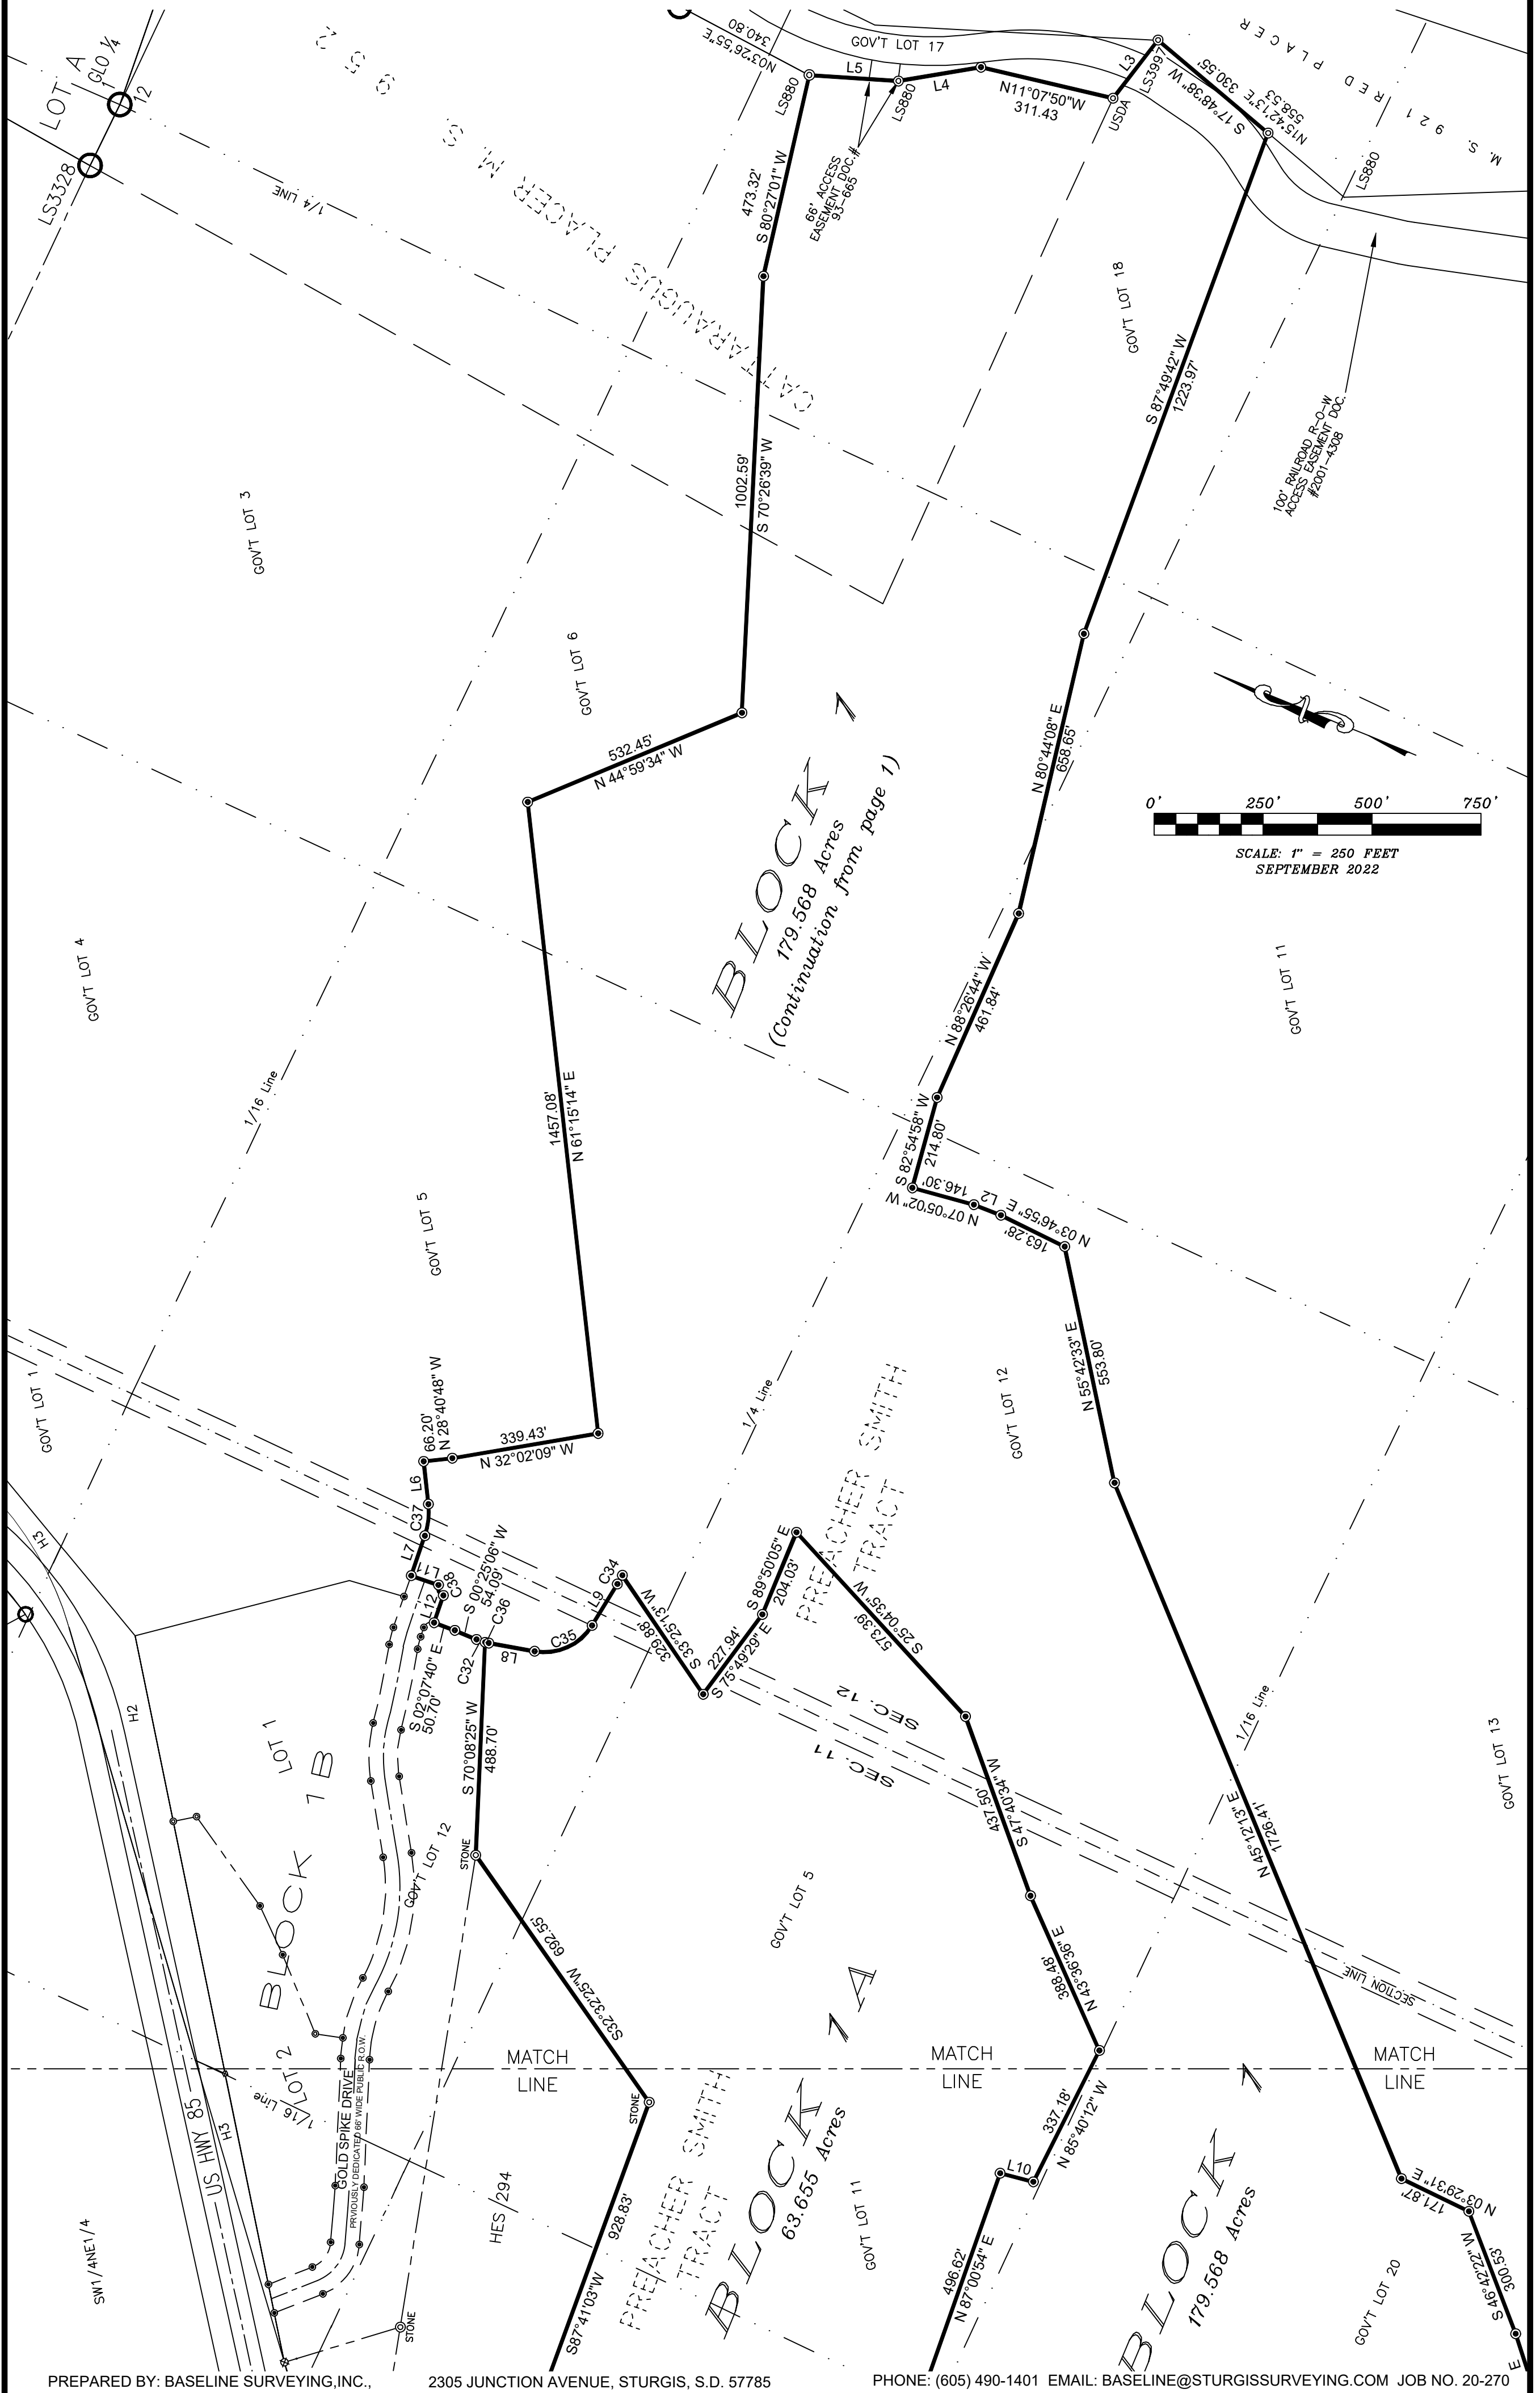 LOT A
1
GLO 1/4
12
LS3328
1/4 LINE
CATTARAUGUS PLACER M. S. 952
340.80
N03°26'55"E
LS880
GOV'T LOT 17
L5
L4
LS880
N11°07'50"W
311.43
L3
USDA
LS3997
S 17°48'38" W 330.55'
N15°42'13"E
558.53
M. S. 921 RED PLACER
LS880
473.32'
S 80°27'01" W
66' ACCESS
EASEMENT DOC.#
93-665
GOV'T LOT 18
S 87°49'42" W
1223.97'
100' RAILROAD R-O-W
ACCESS EASEMENT DOC.
#2001-4308
1002.59'
S 70°26'39" W
GOV'T LOT 3
GOV'T LOT 6
532.45'
N 44°59'34" W
BLOCK 7
179.568 Acres
(Continuation from page 1)
N 80°44'08" E
658.65'
0' 250' 500' 750'
SCALE: 1" = 250 FEET
SEPTEMBER 2022
GOV'T LOT 4
GOV'T LOT 11
N 88°26'44" W
461.84'
1/16 Line
1457.08'
N 61°15'14" E
S 82°54'58" W
214.80'
146.30'
N 07°05'02" W
L2
N 03°46'55" E
163.28'
GOV'T LOT 5
N 55°42'33" E
553.80'
GOV'T LOT 1
66.20'
N 28°40'48" W
339.43'
N 32°02'09" W
1/4 Line
GOV'T LOT 12
PREACHER SMITH
TRACT
L6
C37
L7
L11
C38
L12
S 00°25'06" W
54.09'
C36
C32
L8
C35
L9
C34
S 33°25'13" W
329.88'
S 02°07'40" E
50.70'
227.94'
S 75°49'29" E
S 89°50'05" E
204.03'
S 25°04'35" W
573.39'
H3
H2
LOT 1
BLOCK 1B
S 70°08'25" W
488.70'
STONE
GOV'T LOT 12
SEC. 12
SEC. 11
437.50'
S 47°40'34" W
1/16 Line
N 45°12'13" E
1726.41'
GOV'T LOT 13
692.55'
S32°32'25"W
GOV'T LOT 5
388.48'
N 43°36'36" E
SECTION LINE
LOT 2
1/16 Line
MATCH
LINE
MATCH
LINE
MATCH
LINE
US HWY 85
H3
GOLD SPIKE DRIVE
PRVIOUSLY DEDICATED 66' WIDE PUBLIC R.O.W.
STONE
PREACHER SMITH
TRACT
BLOCK 7A
63.655 Acres
337.18'
N 85°40'12" W
L10
BLOCK 7
179.568 Acres
N 03°29'31" E
171.87'
S 46°42'22" W
300.53'
E
SW1/4NE1/4
HES 294
928.83'
S87°41'03"W
GOV'T LOT 11
496.62'
N 87°00'54" E
GOV'T LOT 20
STONE
PREPARED BY: BASELINE SURVEYING,INC., 2305 JUNCTION AVENUE, STURGIS, S.D. 57785 PHONE: (605) 490-1401 EMAIL: BASELINE@STURGISSURVEYING.COM JOB NO. 20-270